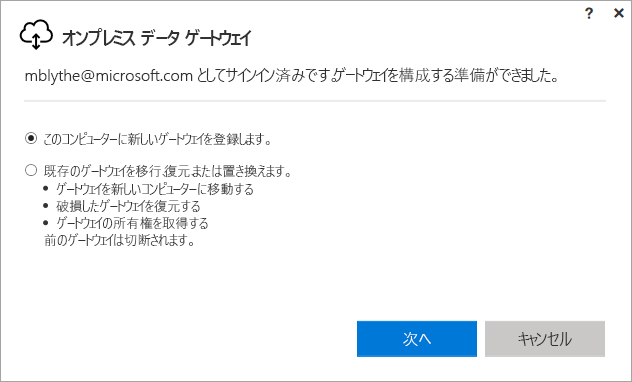 ? ×
オンプレミス データ ゲートウェイ
mblythe@microsoft.com としてサインイン済みです。ゲートウェイを構成する準備ができました。
このコンピューターに新しいゲートウェイを登録します。
既存のゲートウェイを移行、復元、または置き換えます。
• ゲートウェイを新しいコンピューターに移動する
• 破損したゲートウェイを復元する
• ゲートウェイの所有権を取得する
前のゲートウェイは切断されます。
次へ キャンセル